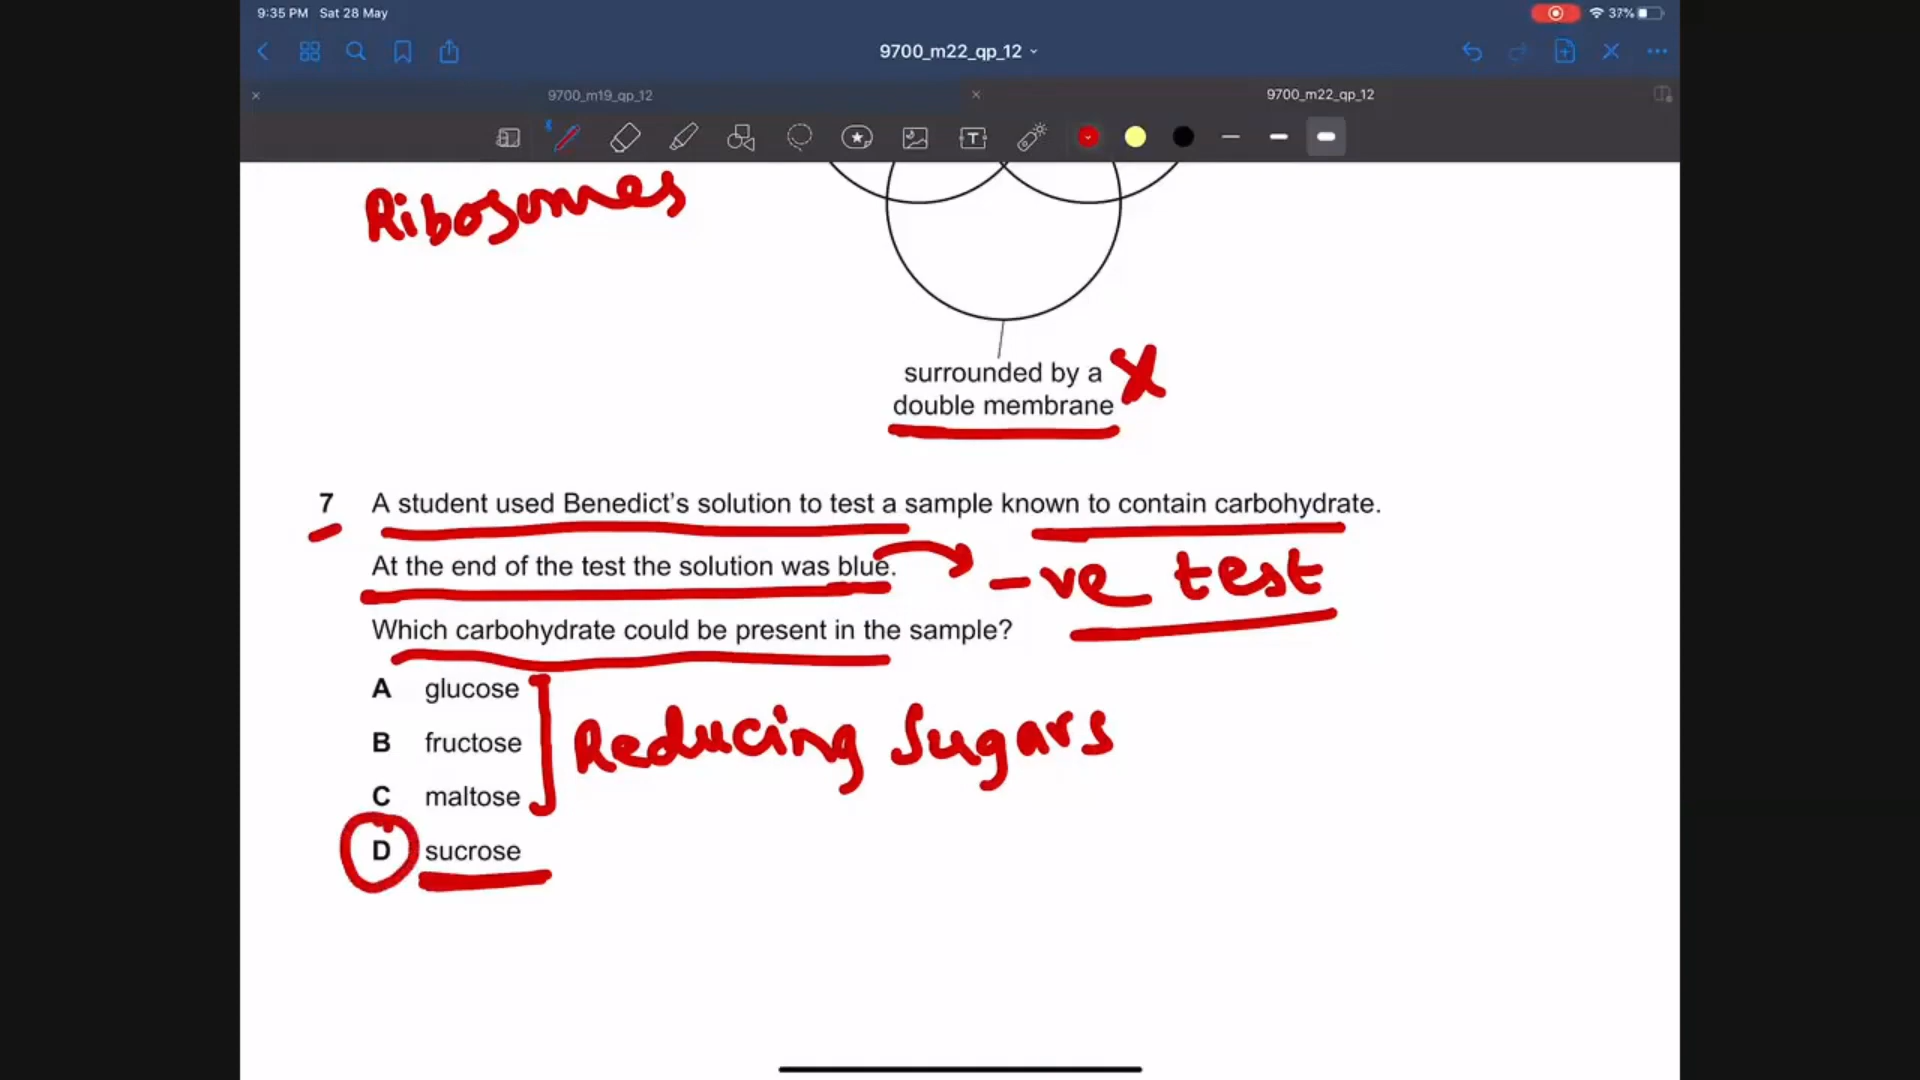 9:35 PM Sat 28 May
37%
9700_m22_qp_12
9700_m19_qp_12
9700_m22_qp_12
T
Ribosomes
surrounded by a
double membrane
7 A student used Benedict’s solution to test a sample known to contain carbohydrate.
At the end of the test the solution was blue.
-ve test
Which carbohydrate could be present in the sample?
A glucose
B fructose
Reducing Sugars
C maltose
D sucrose